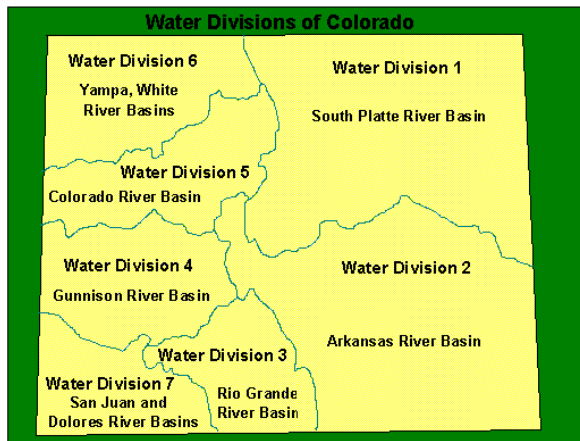 Water Divisions of Colorado
Water Division 6
Yampa, White
River Basins
Water Division 1
South Platte River Basin
Water Division 5
Colorado River Basin
Water Division 4
Gunnison River Basin
Water Division 2
Arkansas River Basin
Water Division 3
Rio Grande
River Basin
Water Division 7
San Juan and
Dolores River Basins